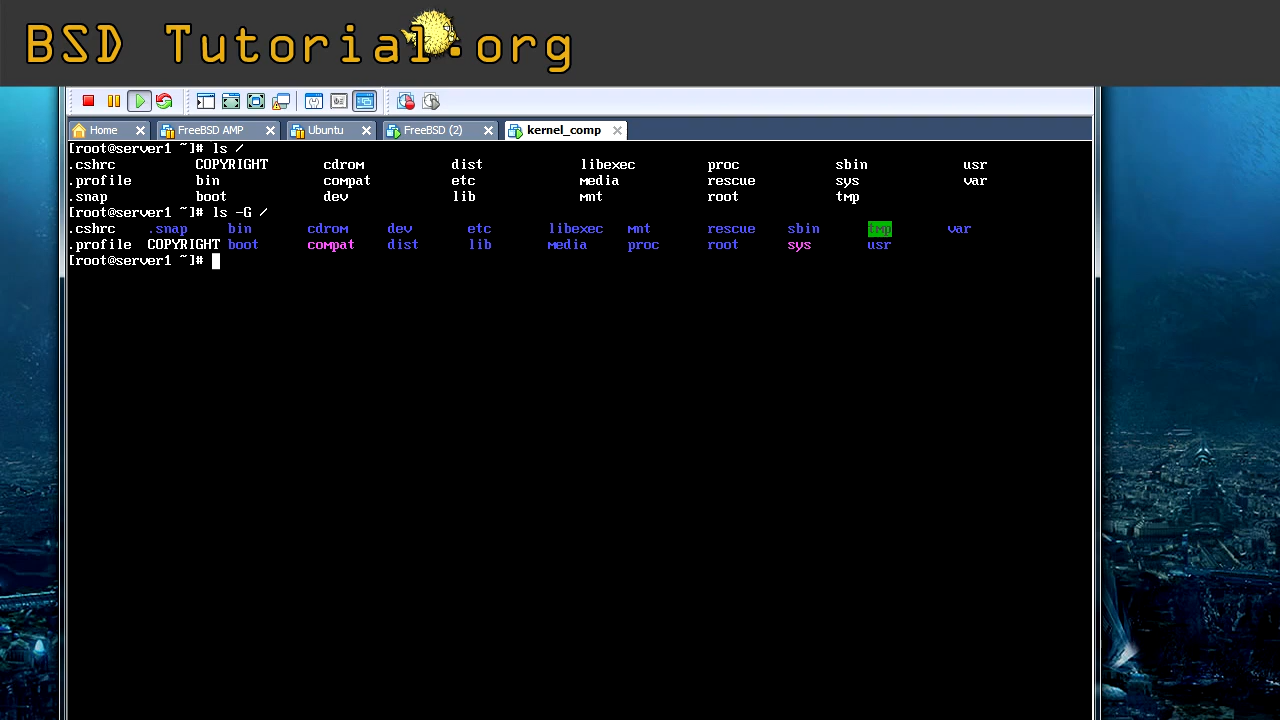 BSD Tutorial.org
Home FreeBSD AMP Ubuntu FreeBSD (2) kernel_comp
[root@server1 ~]# ls /
.cshrc COPYRIGHT cdrom dist libexec proc sbin usr
.profile bin compat etc media rescue sys var
.snap boot dev lib mnt root tmp
[root@server1 ~]# ls -G /
.cshrc .snap bin cdrom dev etc libexec mnt rescue sbin tmp var
.profile COPYRIGHT boot compat dist lib media proc root sys usr
[root@server1 ~]#